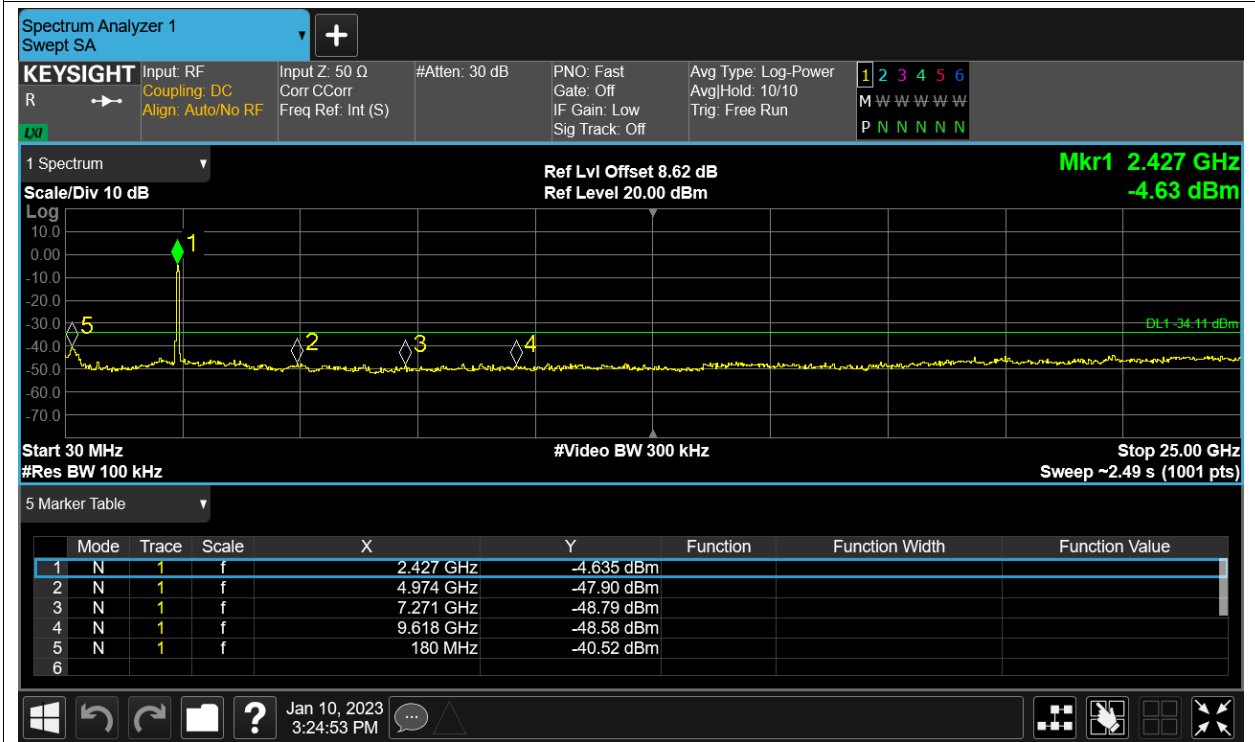 Spectrum Analyzer 1
Swept SA
+
KEYSIGHT
R
LXI
Input: RF
Coupling: DC
Align: Auto/No RF
Input Z: 50 Ω
Corr CCorr
Freq Ref: Int (S)
#Atten: 30 dB
PNO: Fast
Gate: Off
IF Gain: Low
Sig Track: Off
Avg Type: Log-Power
Avg|Hold: 10/10
Trig: Free Run
1 2 3 4 5 6
M W W W W W
P N N N N N
1 Spectrum
Scale/Div 10 dB
Ref Lvl Offset 8.62 dB
Ref Level 20.00 dBm
Mkr1 2.427 GHz
-4.63 dBm
Log
10.0
0.00
-10.0
-20.0
-30.0
-40.0
-50.0
-60.0
-70.0
1
5
2
3
4
DL1 -34.11 dBm
Start 30 MHz
#Video BW 300 kHz
Stop 25.00 GHz
#Res BW 100 kHz
Sweep ~2.49 s (1001 pts)
5 Marker Table
Mode Trace Scale X Y Function Function Width Function Value
1 N 1 f 2.427 GHz -4.635 dBm
2 N 1 f 4.974 GHz -47.90 dBm
3 N 1 f 7.271 GHz -48.79 dBm
4 N 1 f 9.618 GHz -48.58 dBm
5 N 1 f 180 MHz -40.52 dBm
6
?
Jan 10, 2023
3:24:53 PM